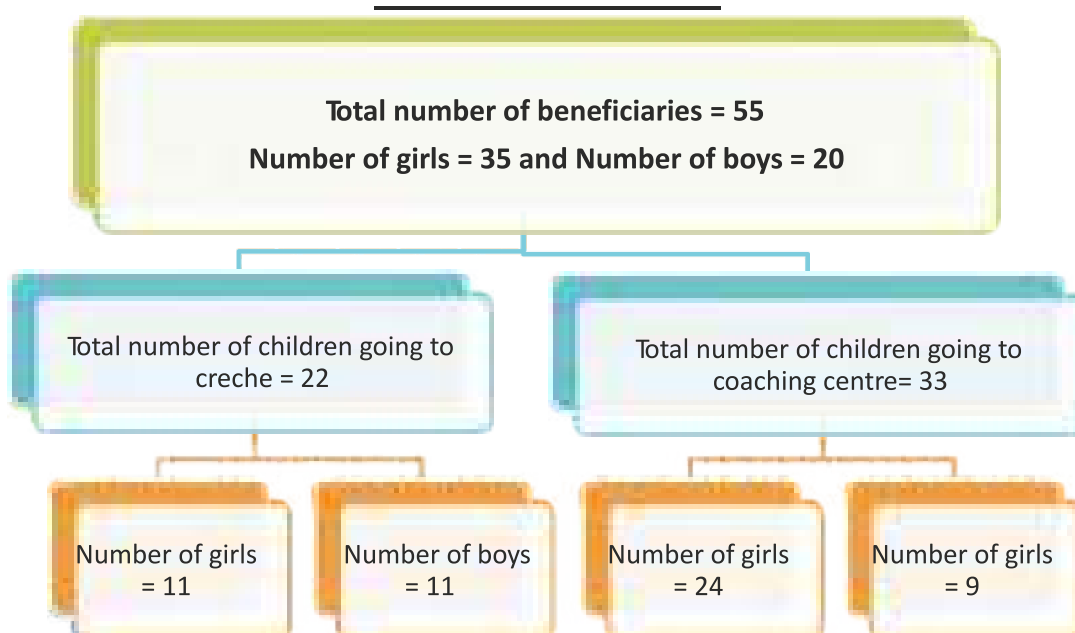 Total number of beneficiaries = 55
Number of girls = 35 and Number of boys = 20
Total number of children going to
creche = 22
Total number of children going to
coaching centre= 33
Number of girls
= 11
Number of boys
= 11
Number of girls
= 24
Number of girls
= 9